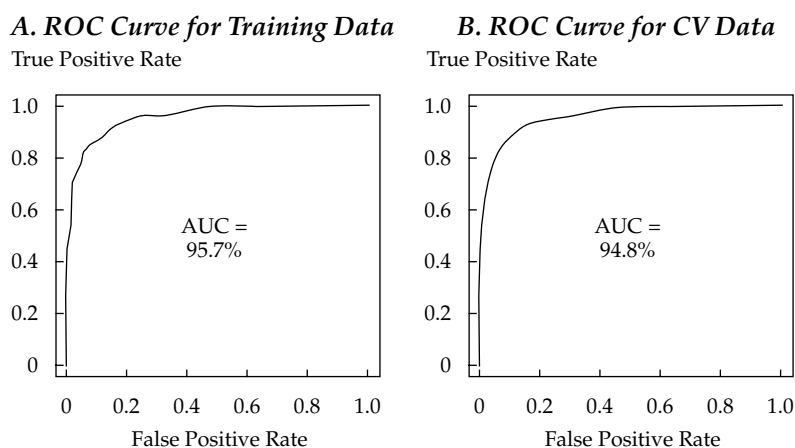 A. ROC Curve for Training Data
True Positive Rate
1.0
0.8
0.6
0.4
0.2
0
AUC =
95.7%
0 0.2 0.4 0.6 0.8 1.0
False Positive Rate
B. ROC Curve for CV Data
True Positive Rate
1.0
0.8
0.6
0.4
0.2
0
AUC =
94.8%
0 0.2 0.4 0.6 0.8 1.0
False Positive Rate